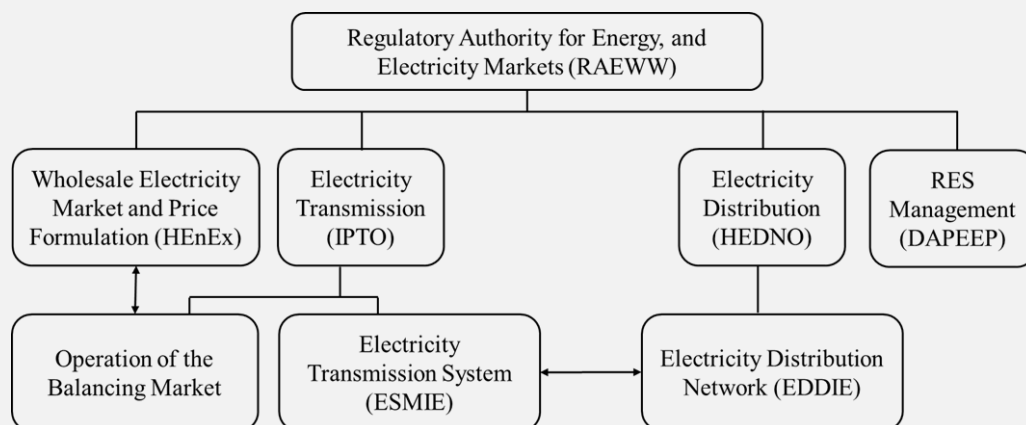 Regulatory Authority for Energy, and
Electricity Markets (RAEWW)
Wholesale Electricity
Market and Price
Formulation (HEnEx)
Electricity
Transmission
(IPTO)
Electricity
Distribution
(HEDNO)
RES
Management
(DAPEEP)
Operation of the
Balancing Market
Electricity
Transmission System
(ESMIE)
Electricity Distribution
Network (EDDIE)